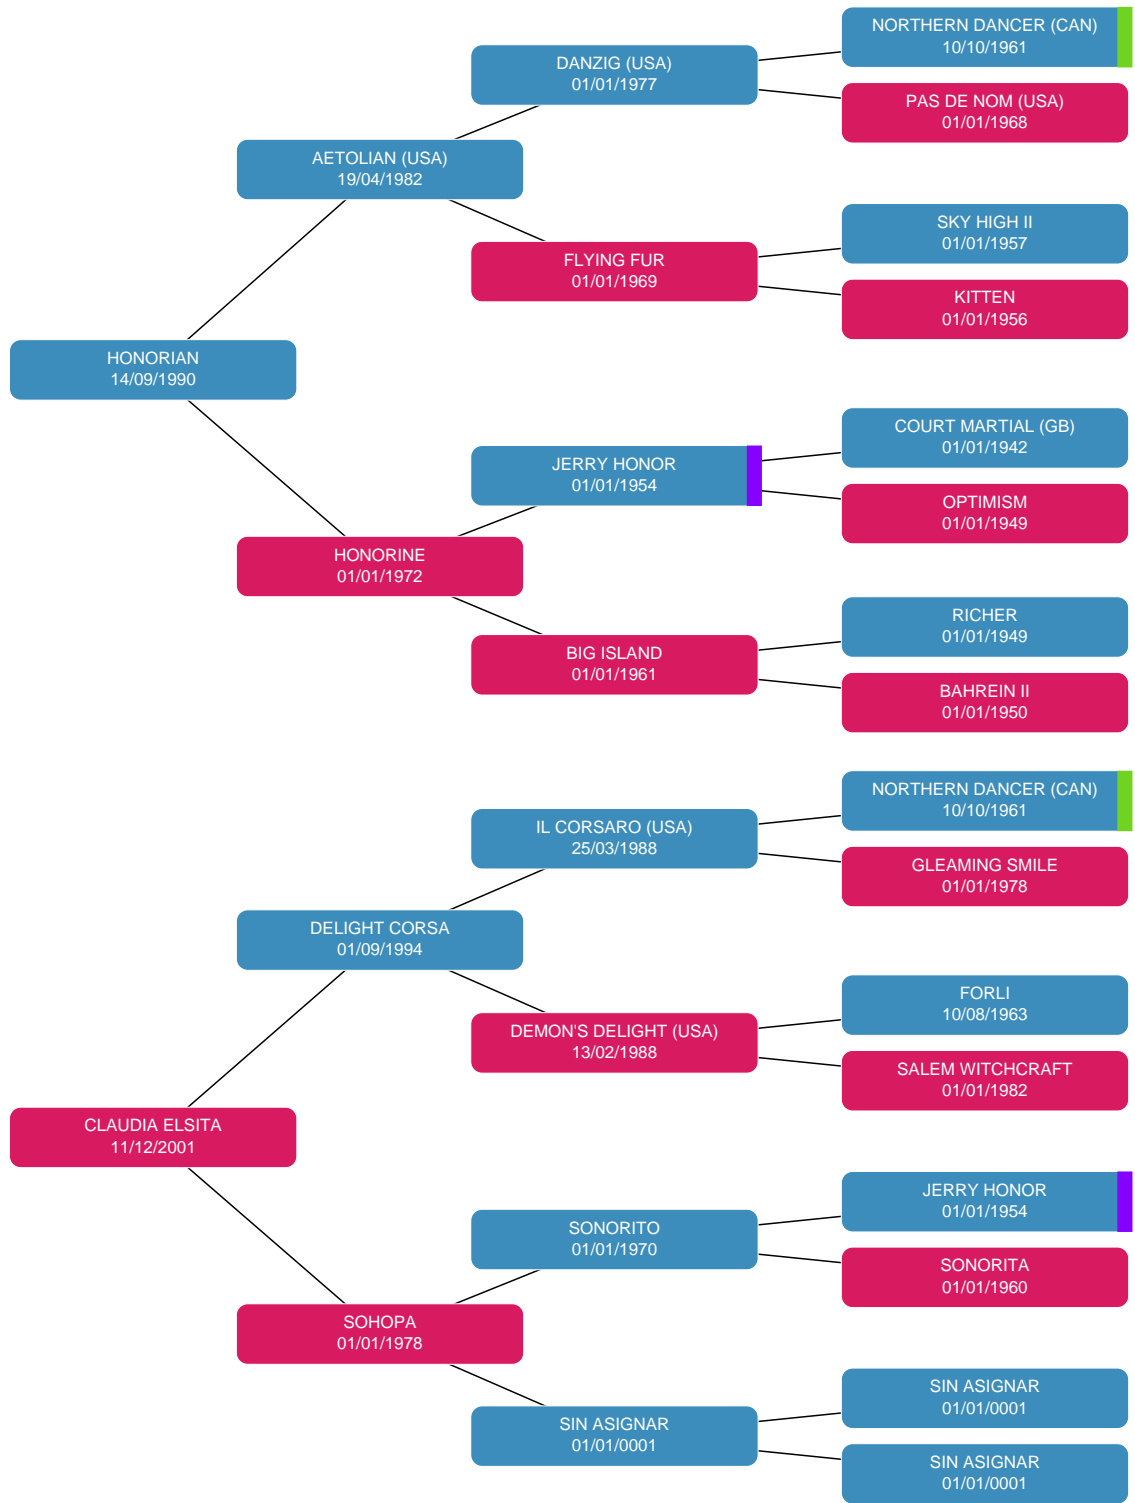 NORTHERN DANCER (CAN)
10/10/1961
DANZIG (USA)
01/01/1977
PAS DE NOM (USA)
01/01/1968
AETOLIAN (USA)
19/04/1982
SKY HIGH II
01/01/1957
FLYING FUR
01/01/1969
KITTEN
01/01/1956
HONORIAN
14/09/1990
COURT MARTIAL (GB)
01/01/1942
JERRY HONOR
01/01/1954
OPTIMISM
01/01/1949
HONORINE
01/01/1972
RICHER
01/01/1949
BIG ISLAND
01/01/1961
BAHREIN II
01/01/1950
NORTHERN DANCER (CAN)
10/10/1961
IL CORSARO (USA)
25/03/1988
GLEAMING SMILE
01/01/1978
DELIGHT CORSA
01/09/1994
FORLI
10/08/1963
DEMON'S DELIGHT (USA)
13/02/1988
SALEM WITCHCRAFT
01/01/1982
CLAUDIA ELSITA
11/12/2001
JERRY HONOR
01/01/1954
SONORITO
01/01/1970
SONORITA
01/01/1960
SOHOPA
01/01/1978
SIN ASIGNAR
01/01/0001
SIN ASIGNAR
01/01/0001
SIN ASIGNAR
01/01/0001